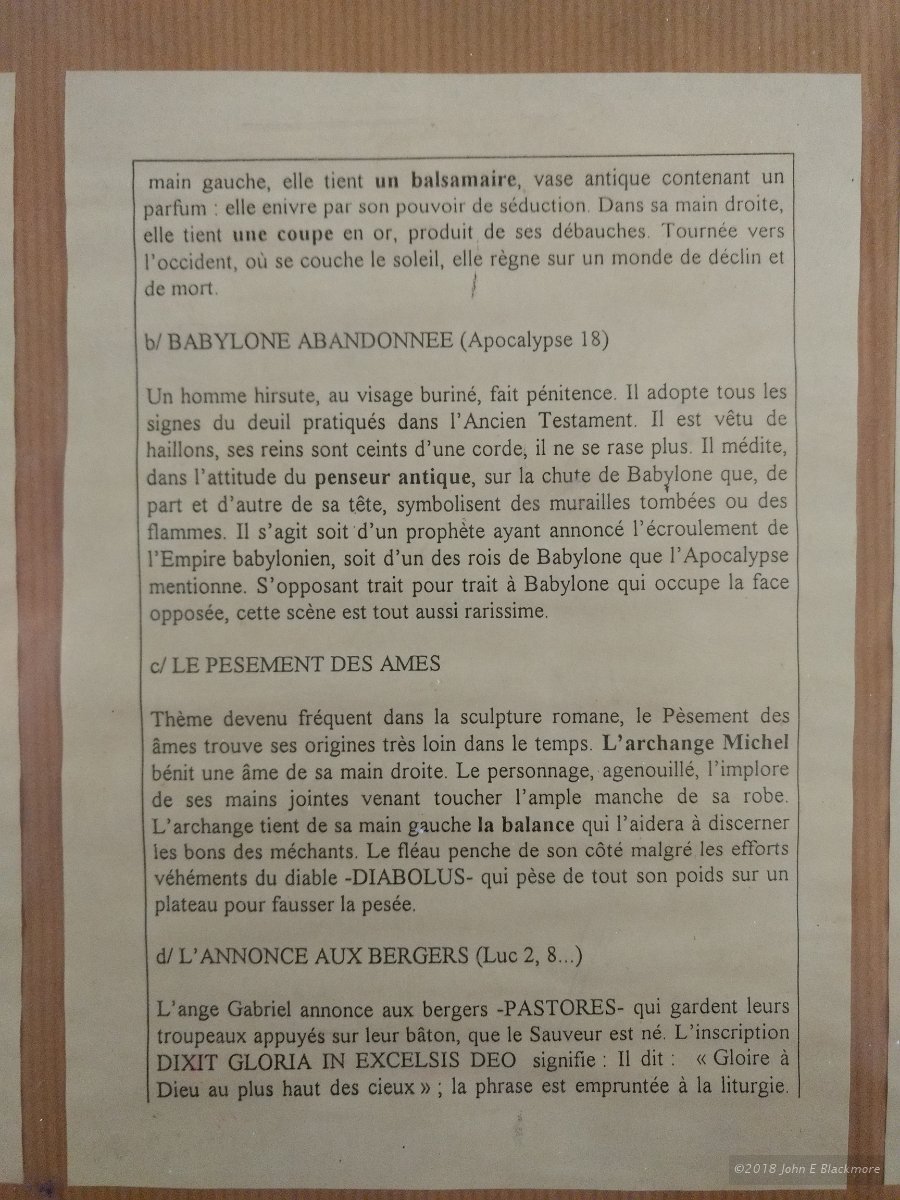 main gauche, elle tient un balsamaire, vase antique contenant un
parfum : elle enivre par son pouvoir de séduction. Dans sa main droite,
elle tient une coupe en or, produit de ses débauches. Tournée vers
l'occident, où se couche le soleil, elle règne sur un monde de déclin et
de mort.
b/ BABYLONE ABANDONNEE (Apocalypse 18)
Un homme hirsute, au visage buriné, fait pénitence. Il adopte tous les
signes du deuil pratiqués dans l'Ancien Testament. Il est vêtu de
haillons, ses reins sont ceints d'une corde, il ne se rase plus. Il médite,
dans l'attitude du penseur antique, sur la chute de Babylone que, de
part et d'autre de sa tête, symbolisent des murailles tombées ou des
flammes. Il s'agit soit d'un prophète ayant annoncé l'écroulement de
l'Empire babylonien, soit d'un des rois de Babylone que l'Apocalypse
mentionne. S'opposant trait pour trait à Babylone qui occupe la face
opposée, cette scène est tout aussi rarissime.
c/ LE PESEMENT DES AMES
Thème devenu fréquent dans la sculpture romane, le Pèsement des
âmes trouve ses origines très loin dans le temps. L'archange Michel
bénit une âme de sa main droite. Le personnage, agenouillé, l'implore
de ses mains jointes venant toucher l'ample manche de sa robe.
L'archange tient de sa main gauche la balance qui l'aidera à discerner
les bons des méchants. Le fléau penche de son côté malgré les efforts
véhéments du diable -DIABOLUS- qui pèse de tout son poids sur un
plateau pour fausser la pesée.
d/ L'ANNONCE AUX BERGERS (Luc 2, 8...)
L'ange Gabriel annonce aux bergers -PASTORES- qui gardent leurs
troupeaux appuyés sur leur bâton, que le Sauveur est né. L'inscription
DIXIT GLORIA IN EXCELSIS DEO signifie : Il dit : « Gloire à
Dieu au plus haut des cieux » ; la phrase est empruntée à la liturgie.
©2018 John E Blackmore